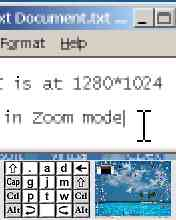 xt Document.txt ...
Format Help
t is at 1280*1024
in Zoom mode
. a d
Cap g j m
Ctl p t w
Alt